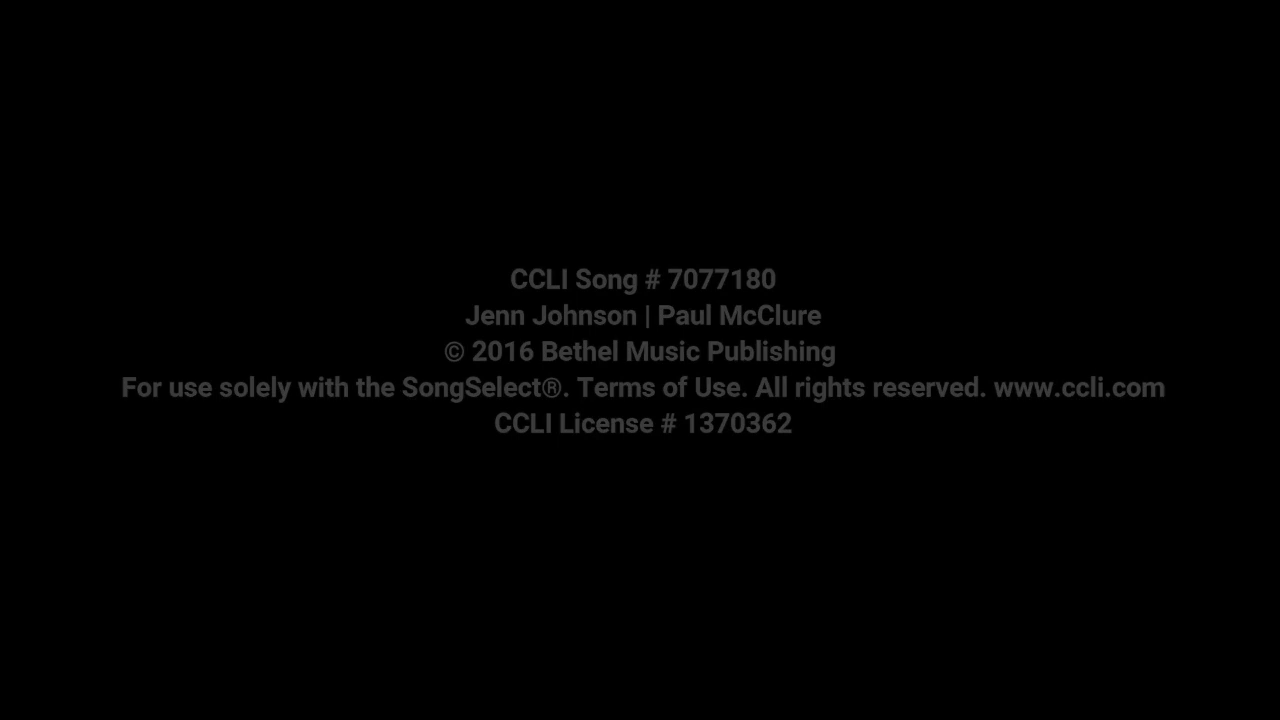 CCLI Song # 7077180
Jenn Johnson | Paul McClure
© 2016 Bethel Music Publishing
For use solely with the SongSelect®. Terms of Use. All rights reserved. www.ccli.com
CCLI License # 1370362